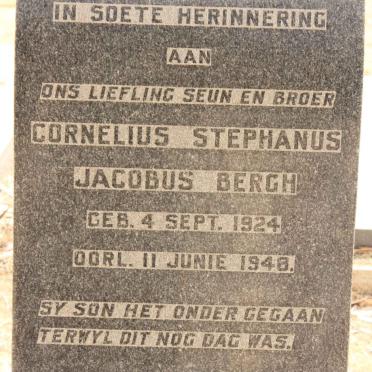 IN SOETE HERINNERING
AAN
ONS LIEFLING SEUN EN BROER
CORNELIUS STEPHANUS
JACOBUS BERGH
GEB. 4 SEPT. 1924
OORL. 11 JUNIE 1948.
SY SON HET ONDER GEGAAN
TERWYL DIT NOG DAG WAS.